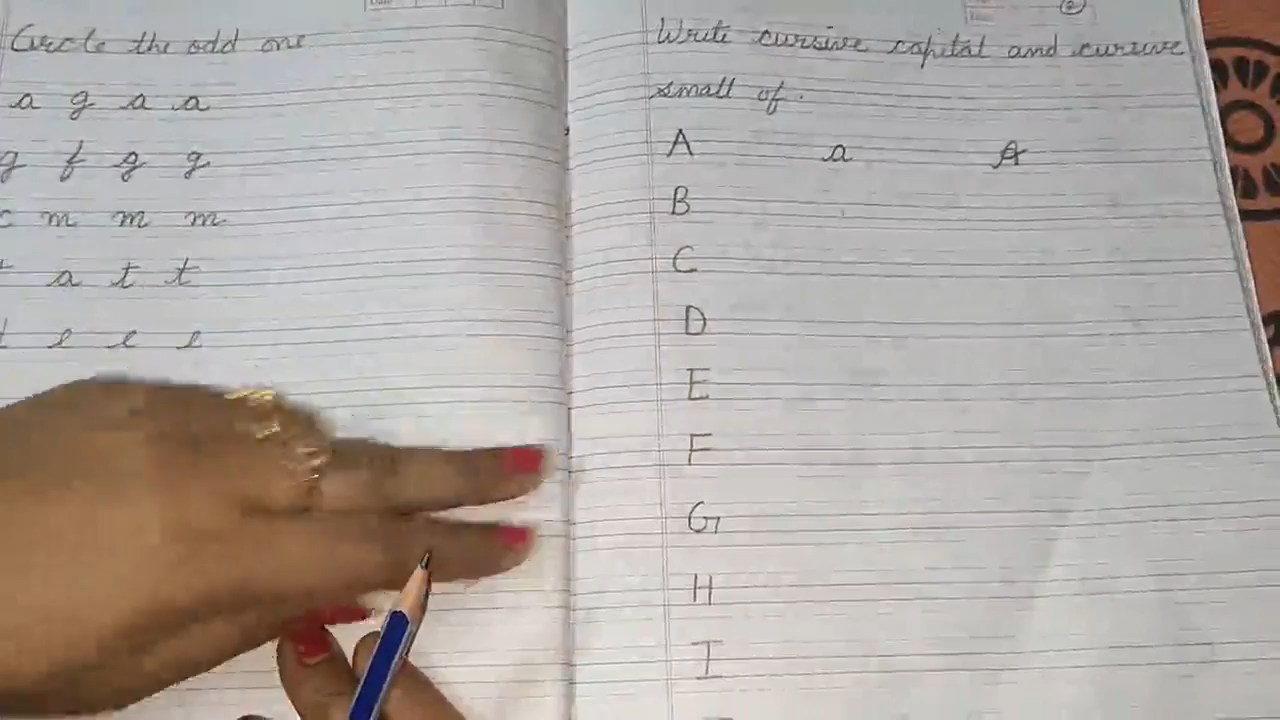 Circle the odd one
a g a a
g f g g
c m m m
t a t t
t e e e
Write cursive capital and cursive
small of.
A a A
B
C
D
E
F
G
H
I